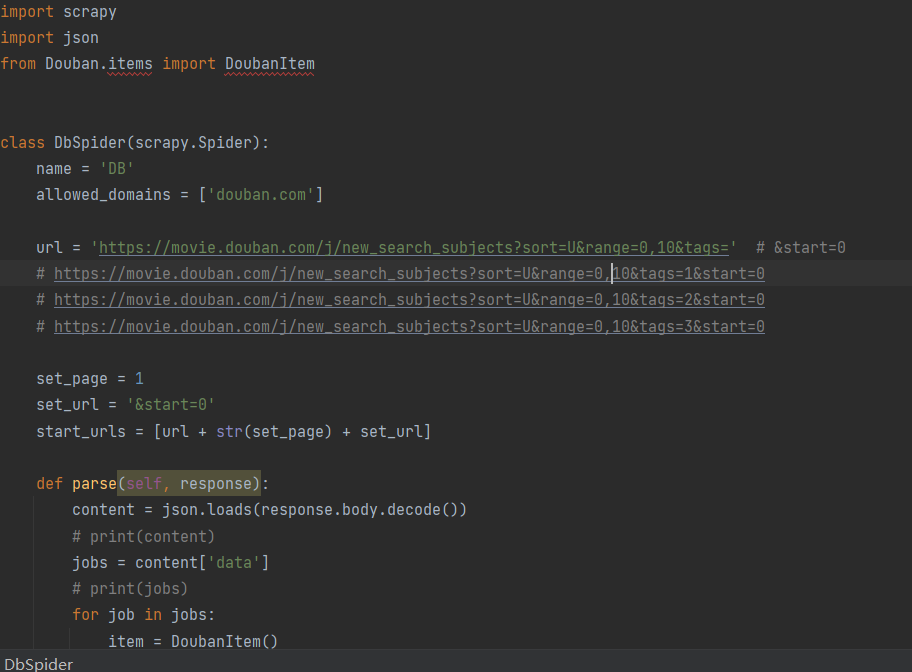 import scrapy
import json
from Douban.items import DoubanItem
class DbSpider(scrapy.Spider):
    name = 'DB'
    allowed_domains = ['douban.com']
    url = 'https://movie.douban.com/j/new_search_subjects?sort=U&range=0,10&tags='  # &start=0
    # https://movie.douban.com/j/new_search_subjects?sort=U&range=0,10&tags=1&start=0
    # https://movie.douban.com/j/new_search_subjects?sort=U&range=0,10&tags=2&start=0
    # https://movie.douban.com/j/new_search_subjects?sort=U&range=0,10&tags=3&start=0
    set_page = 1
    set_url = '&start=0'
    start_urls = [url + str(set_page) + set_url]
    def parse(self, response):
        content = json.loads(response.body.decode())
        # print(content)
        jobs = content['data']
        # print(jobs)
        for job in jobs:
            item = DoubanItem()
DbSpider